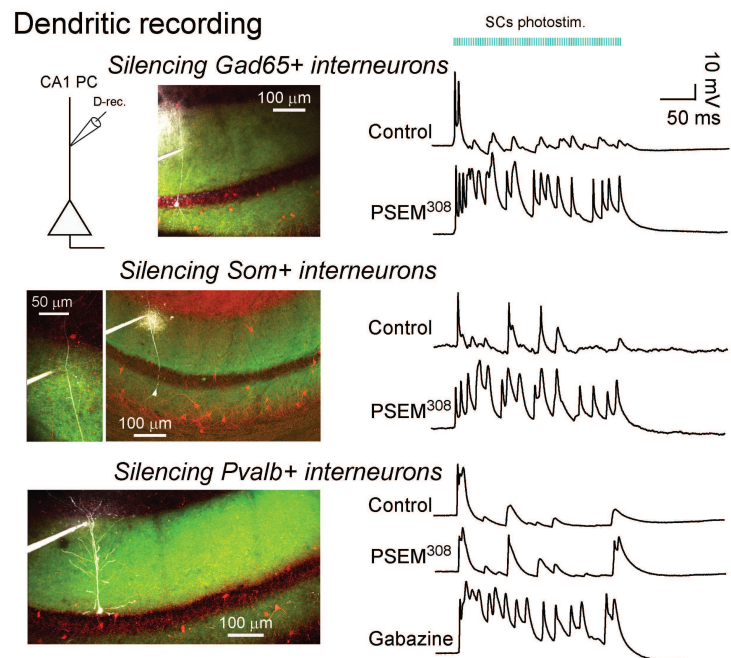 Dendritic recording
SCs photostim.
Silencing Gad65+ interneurons
CA1 PC
D-rec.
100 μm
10 mV
50 ms
Control
PSEM308
Silencing Som+ interneurons
50 μm
100 μm
Control
PSEM308
Silencing Pvalb+ interneurons
100 μm
Control
PSEM308
Gabazine